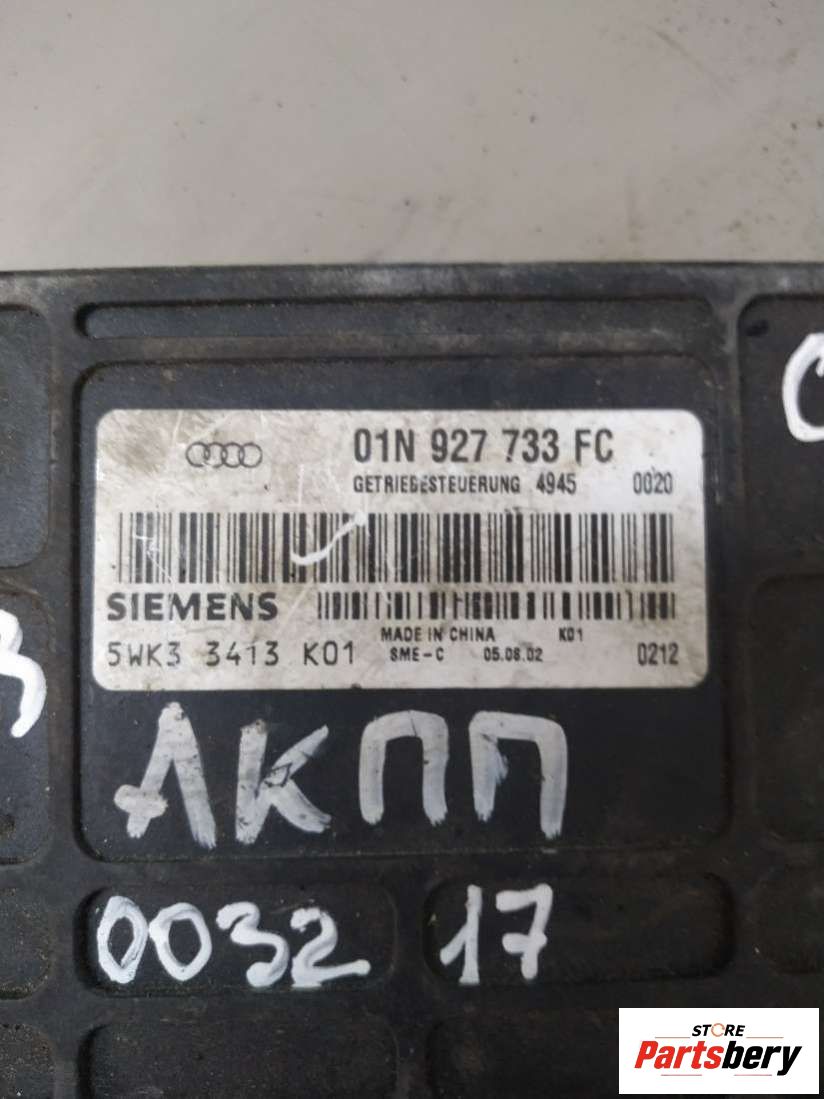 01N 927 733 FC
GETRIEBESTEUERUNG 4945 0020
SIEMENS
MADE IN CHINA K01
5WK3 3413 K01 SME-C 05.08.02 0212
АКПП
0032 17
STORE
Partsbery